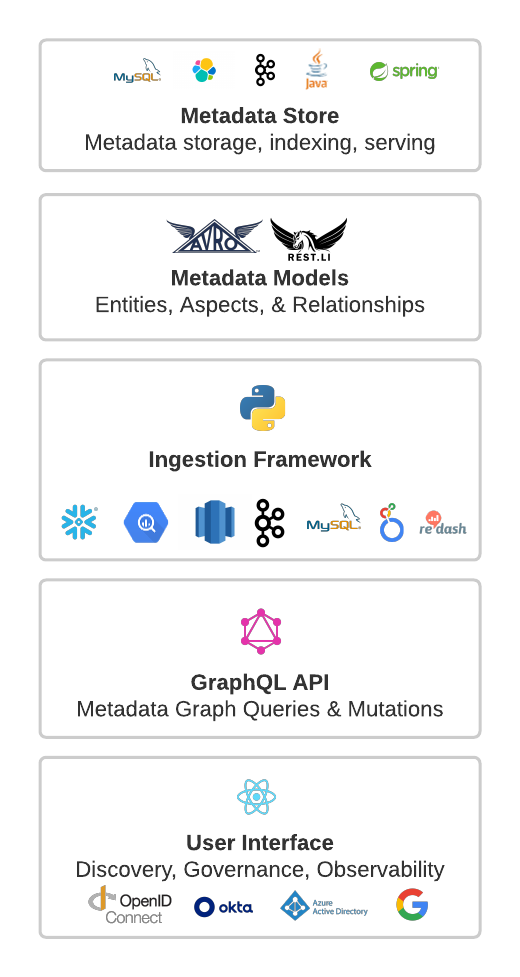 MySQL
Java
spring
Metadata Store
Metadata storage, indexing, serving
AVRO
REST.LI
Metadata Models
Entities, Aspects, & Relationships
Ingestion Framework
MySQL
re dash
GraphQL API
Metadata Graph Queries & Mutations
User Interface
Discovery, Governance, Observability
OpenID
Connect
okta
Azure
Active Directory